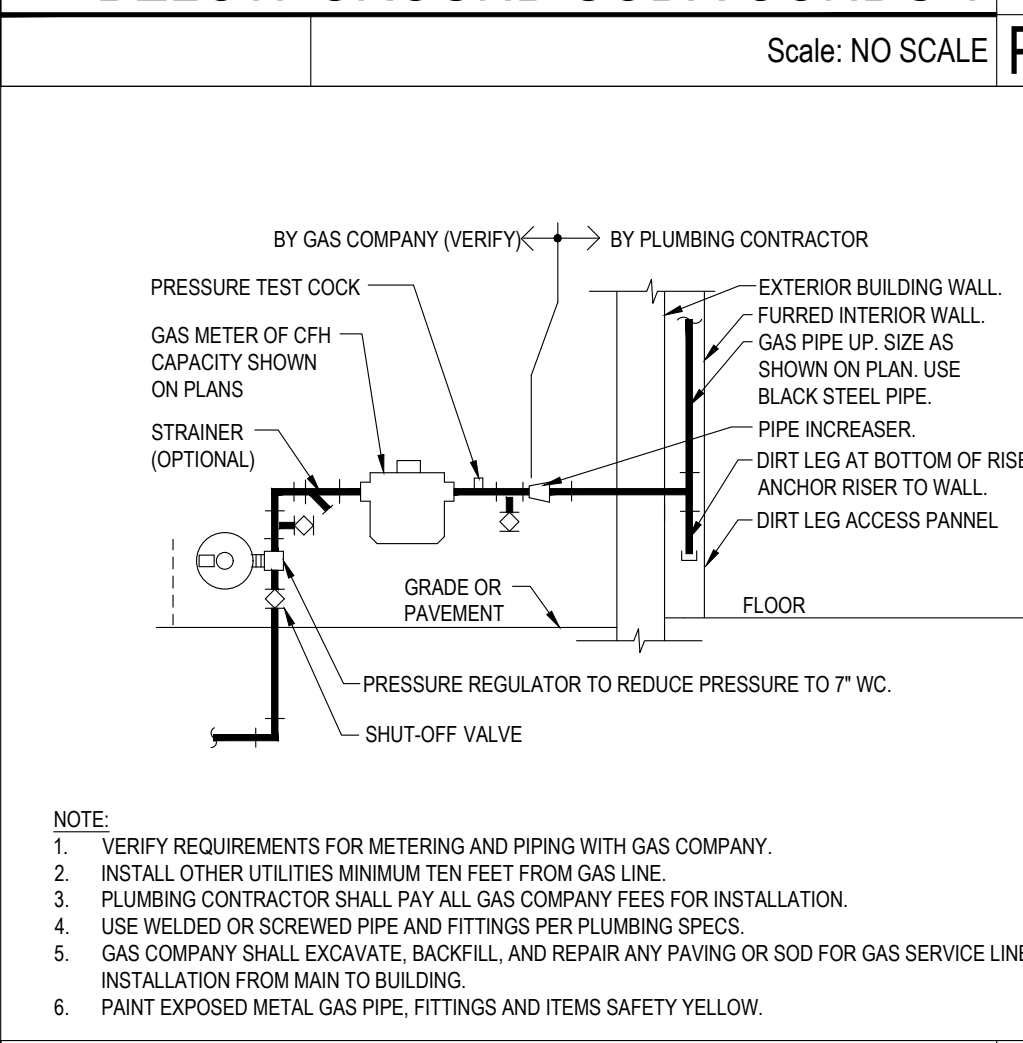 Scale: NO SCALE
BY GAS COMPANY (VERIFY)
BY PLUMBING CONTRACTOR
PRESSURE TEST COCK
GAS METER OF CFH
CAPACITY SHOWN
ON PLANS
STRAINER
(OPTIONAL)
EXTERIOR BUILDING WALL.
FURRED INTERIOR WALL.
GAS PIPE UP. SIZE AS
SHOWN ON PLAN. USE
BLACK STEEL PIPE.
PIPE INCREASER.
DIRT LEG AT BOTTOM OF
ANCHOR RISER TO WALL.
DIRT LEG ACCESS PANNEL
GRADE OR
PAVEMENT
FLOOR
PRESSURE REGULATOR TO REDUCE PRESSURE TO 7" WC.
SHUT-OFF VALVE
NOTE:
1. VERIFY REQUIREMENTS FOR METERING AND PIPING WITH GAS COMPANY.
2. INSTALL OTHER UTILITIES MINIMUM TEN FEET FROM GAS LINE.
3. PLUMBING CONTRACTOR SHALL PAY ALL GAS COMPANY FEES FOR INSTALLATION.
4. USE WELDED OR SCREWED PIPE AND FITTINGS PER PLUMBING SPECS.
5. GAS COMPANY SHALL EXCAVATE, BACKFILL, AND REPAIR ANY PAVING OR SOD FOR GAS SERVICE LINE
INSTALLATION FROM MAIN TO BUILDING.
6. PAINT EXPOSED METAL GAS PIPE, FITTINGS AND ITEMS SAFETY YELLOW.